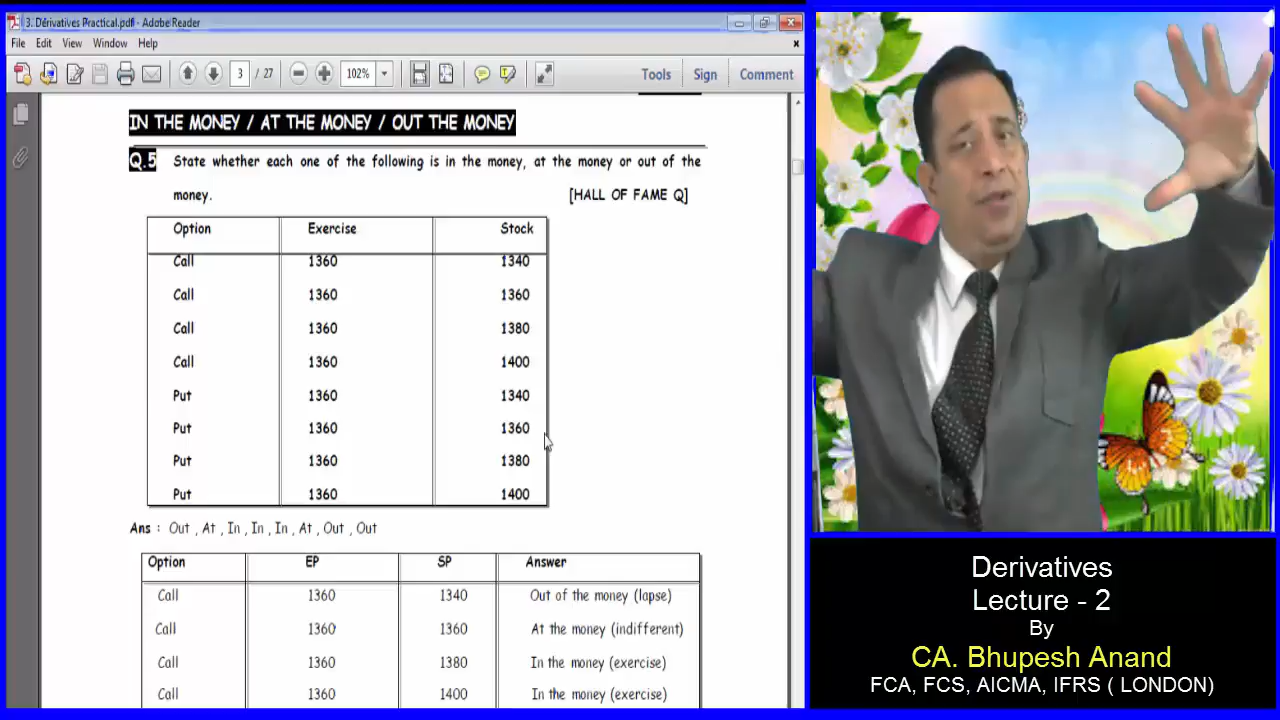 3. Derivatives Practical.pdf - Adobe Reader
File Edit View Window Help
3 / 27 102% Tools Sign Comment
IN THE MONEY / AT THE MONEY / OUT THE MONEY
Q.5 State whether each one of the following is in the money, at the money or out of the
money. [HALL OF FAME Q]
Option Exercise Stock
Call 1360 1340
Call 1360 1360
Call 1360 1380
Call 1360 1400
Put 1360 1340
Put 1360 1360
Put 1360 1380
Put 1360 1400
Ans : Out , At , In , In , In , At , Out , Out
Option EP SP Answer
Call 1360 1340 Out of the money (lapse)
Call 1360 1360 At the money (indifferent)
Call 1360 1380 In the money (exercise)
Call 1360 1400 In the money (exercise)
Derivatives
Lecture - 2
By
CA. Bhupesh Anand
FCA, FCS, AICMA, IFRS ( LONDON)